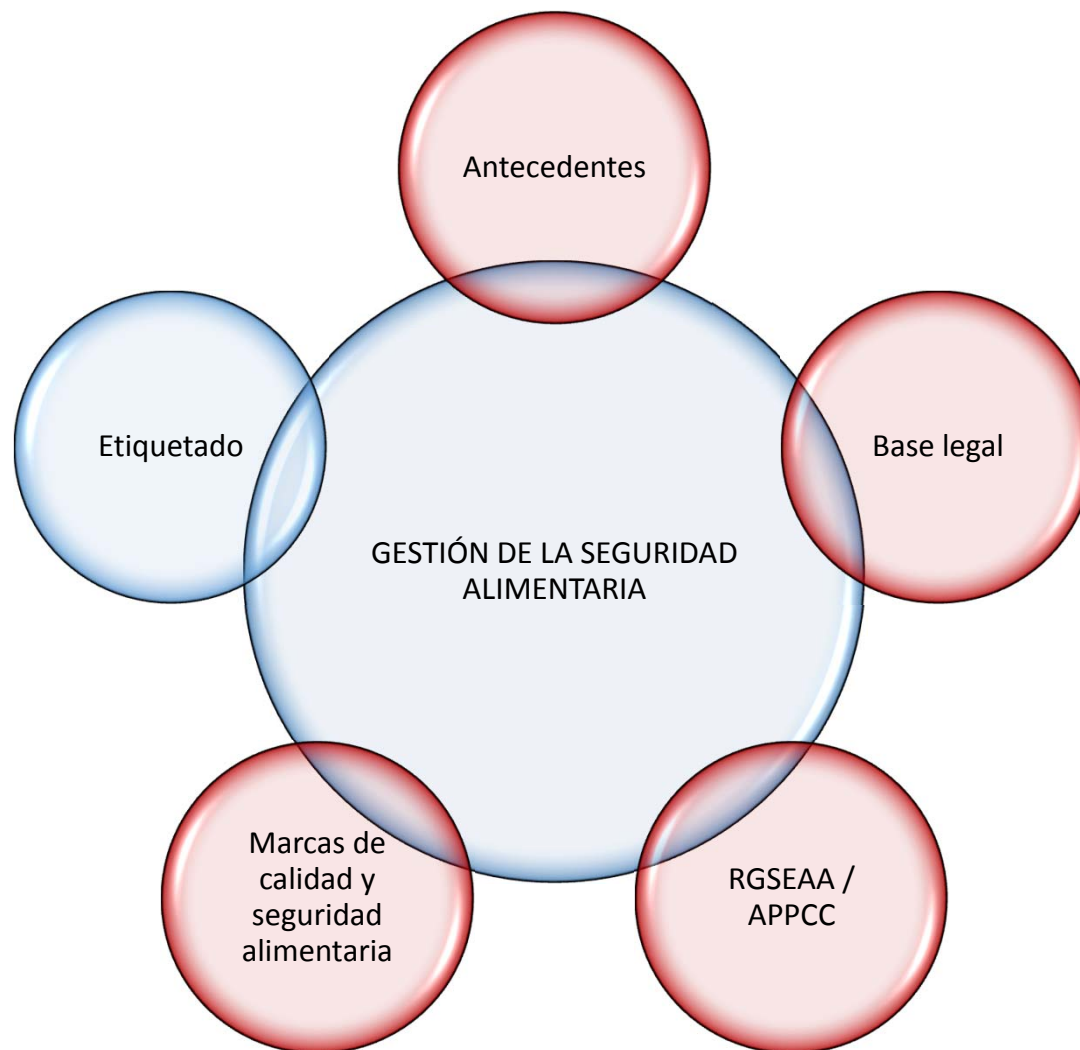 Antecedentes
Etiquetado
Base legal
GESTIÓN DE LA SEGURIDAD
ALIMENTARIA
Marcas de
calidad y
seguridad
alimentaria
RGSEAA /
APPCC